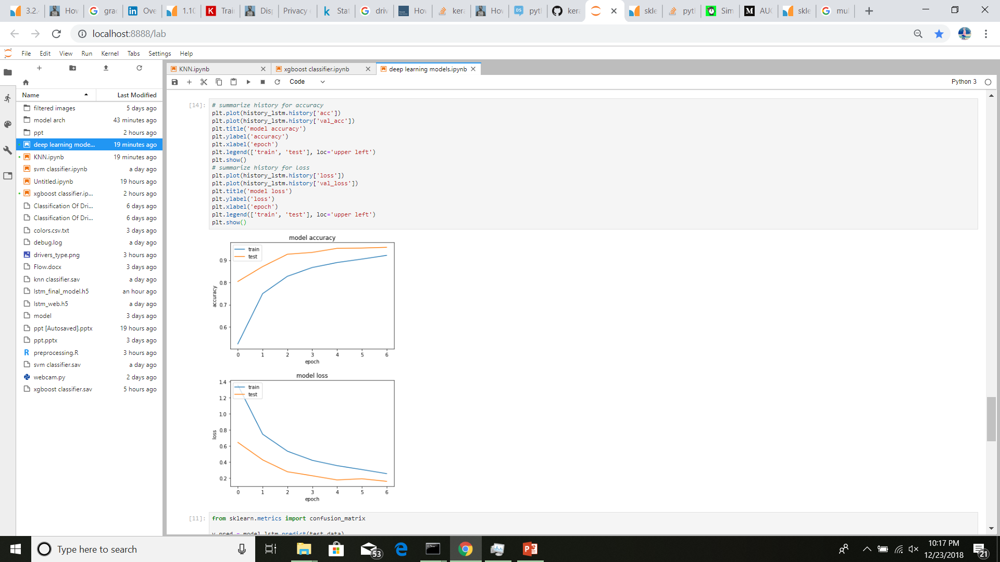 3.2.4
How
grad
Ove
1.10
K Trai
Disp
Privacy
k Stat
driv
How
kera
How
DS pyt
kera
skle
pyt
Sim
M AUC
skle
mul
localhost:8888/lab
File Edit View Run Kernel Tabs Settings Help
KNN.ipynb
xgboost classifier.ipynb
deep learning models.ipynb
Code
Python 3
Name Last Modified
filtered images 5 days ago
model arch 43 minutes ago
ppt 2 hours ago
deep learning mode... 19 minutes ago
KNN.ipynb 19 minutes ago
svm classifier.ipynb a day ago
Untitled.ipynb 19 hours ago
xgboost classifier.ip... 2 hours ago
Classification Of Dri... 6 days ago
Classification Of Dri... 6 days ago
colors.csv.txt 3 days ago
debug.log a day ago
drivers_type.png 3 hours ago
Flow.docx 3 days ago
knn classifier.sav a day ago
lstm_final_model.h5 an hour ago
lstm_web.h5 a day ago
model 3 days ago
ppt [Autosaved].pptx 19 hours ago
ppt.pptx 3 days ago
R preprocessing.R 3 hours ago
svm classifier.sav a day ago
webcam.py 2 days ago
xgboost classifier.sav 5 hours ago
[14]: # summarize history for accuracy
plt.plot(history_lstm.history['acc'])
plt.plot(history_lstm.history['val_acc'])
plt.title('model accuracy')
plt.ylabel('accuracy')
plt.xlabel('epoch')
plt.legend(['train', 'test'], loc='upper left')
plt.show()
# summarize history for loss
plt.plot(history_lstm.history['loss'])
plt.plot(history_lstm.history['val_loss'])
plt.title('model loss')
plt.ylabel('loss')
plt.xlabel('epoch')
plt.legend(['train', 'test'], loc='upper left')
plt.show()
model accuracy
train
test
0.9
0.8
0.7
0.6
accuracy
0 1 2 3 4 5 6
epoch
model loss
train
test
1.4
1.2
1.0
0.8
0.6
0.4
0.2
loss
0 1 2 3 4 5 6
epoch
[11]: from sklearn.metrics import confusion_matrix
y_pred = model_lstm.predict(test_data)
Type here to search
53
10:17 PM
12/23/2018
21